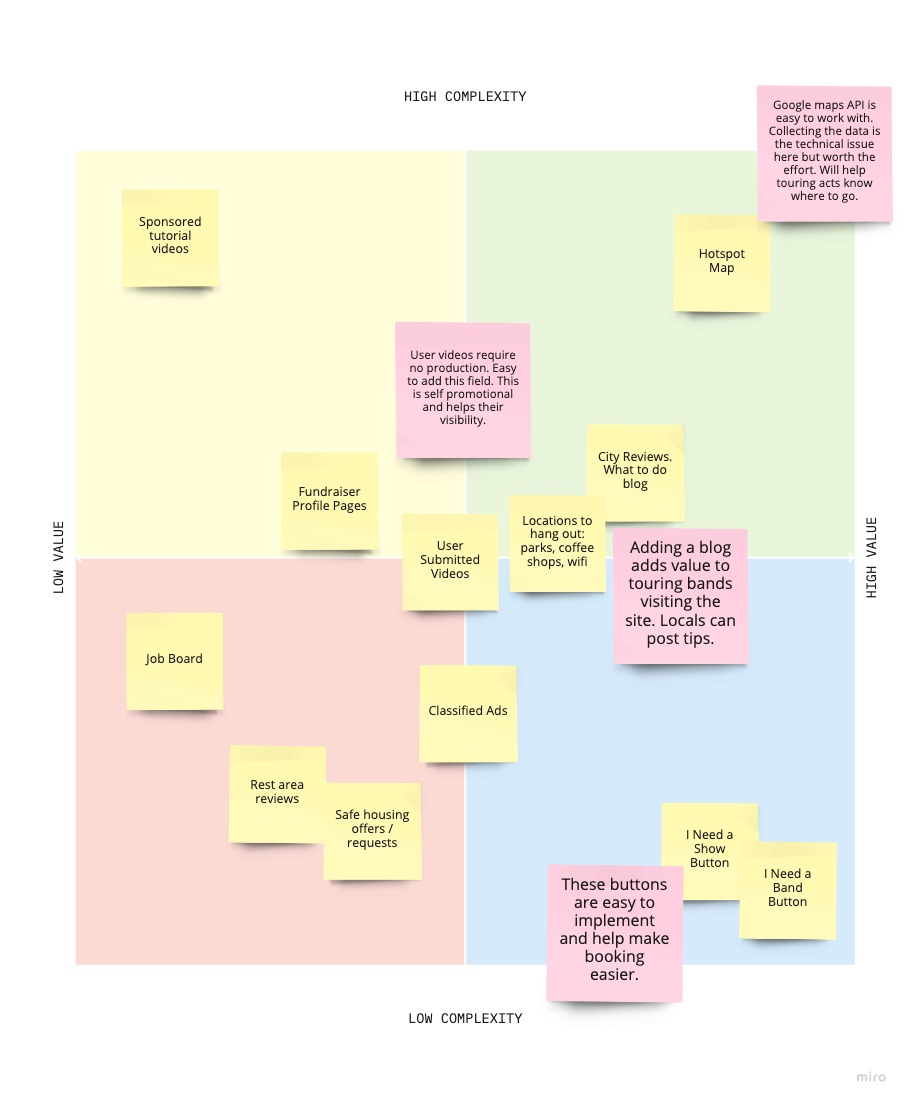 HIGH COMPLEXITY
Google maps API is
easy to work with.
Collecting the data is
the technical issue
here but worth the
effort. Will help
touring acts know
where to go.
Sponsored
tutorial
videos
Hotspot
Map
User videos require
no production. Easy
to add this field. This
is self promotional
and helps their
visibility.
City Reviews.
What to do
blog
Fundraiser
Profile Pages
Locations to
hang out:
parks, coffee
shops, wifi
User
Submitted
Videos
LOW VALUE
HIGH VALUE
Adding a blog
adds value to
touring bands
visiting the
site. Locals can
post tips.
Job Board
Classified Ads
Rest area
reviews
Safe housing
offers /
requests
I Need a
Show
Button
I Need a
Band
Button
These buttons
are easy to
implement
and help make
booking
easier.
LOW COMPLEXITY
miro